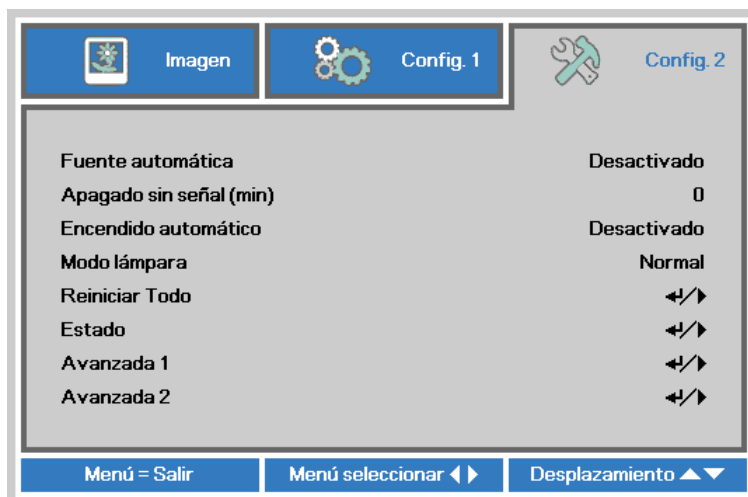 Imagen
Config. 1
Config. 2
Fuente automática Desactivado
Apagado sin señal (min) 0
Encendido automático Desactivado
Modo lámpara Normal
Reiniciar Todo ↵/▶
Estado ↵/▶
Avanzada 1 ↵/▶
Avanzada 2 ↵/▶
Menú = Salir
Menú seleccionar ◀▶
Desplazamiento ▲▼